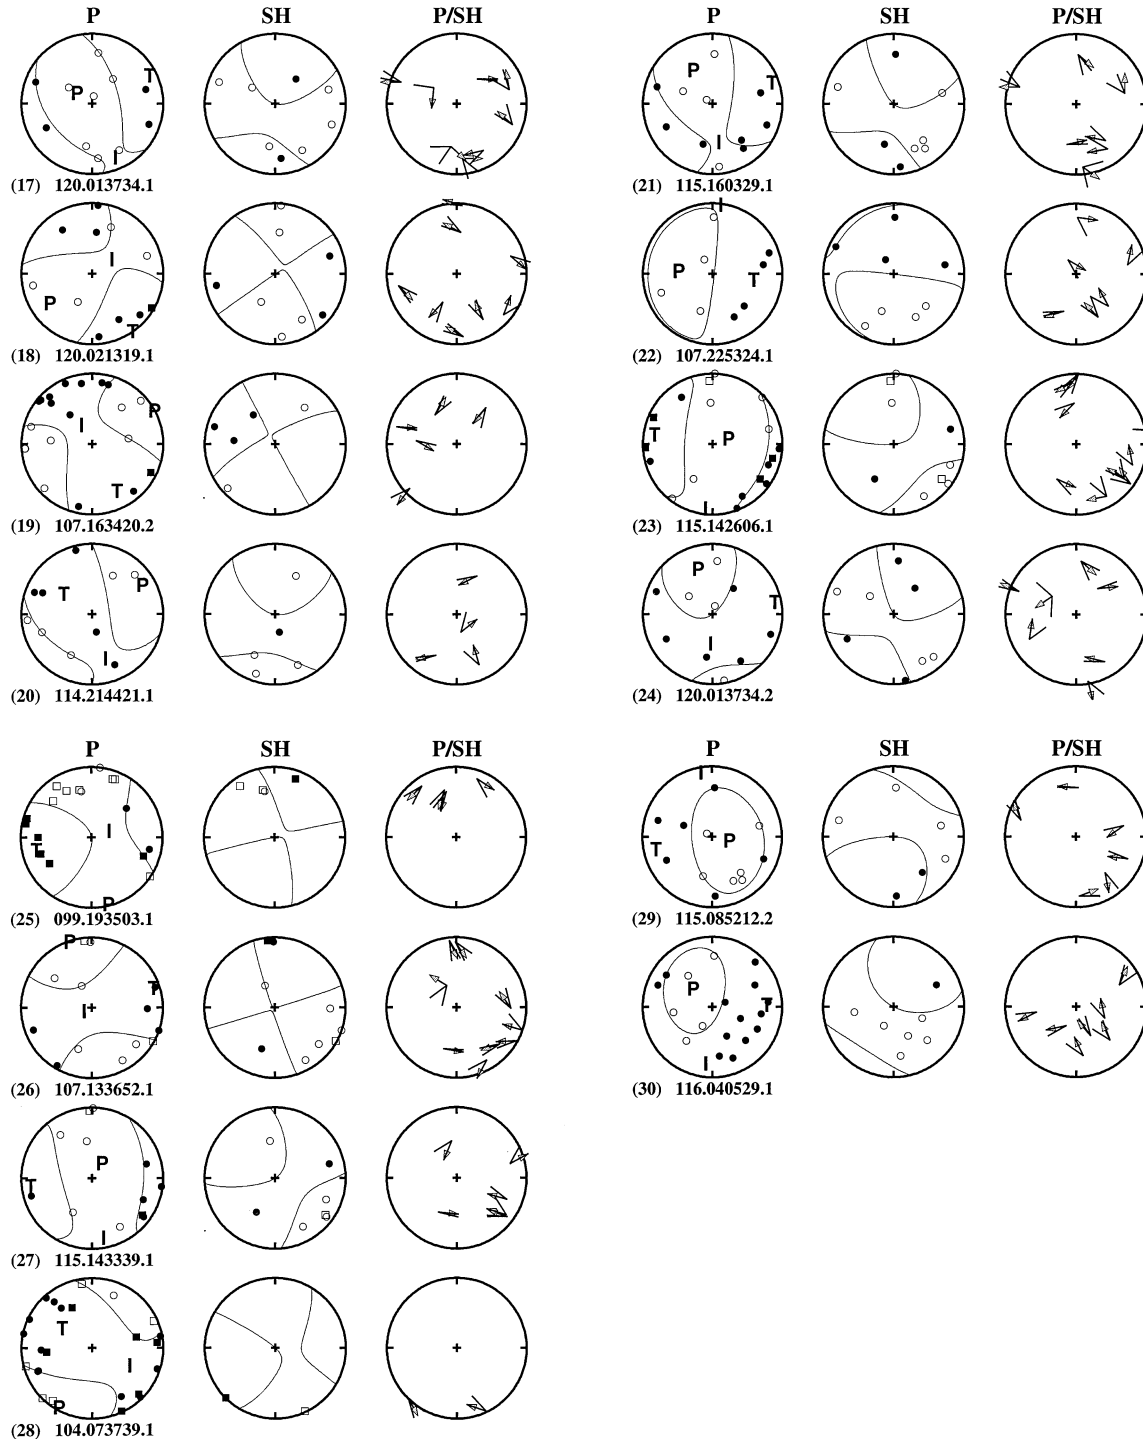 P SH P/SH
P T I
(17) 120.013734.1
I P T
(18) 120.021319.1
P I T
(19) 107.163420.2
T P I
(20) 114.214421.1
P SH P/SH
P T I
(21) 115.160329.1
I P T
(22) 107.225324.1
T P I
(23) 115.142606.1
P T I
(24) 120.013734.2
P SH P/SH
I T P
(25) 099.193503.1
P T I
(26) 107.133652.1
P T I
(27) 115.143339.1
T I P
(28) 104.073739.1
P SH P/SH
I P T
(29) 115.085212.2
P T I
(30) 116.040529.1